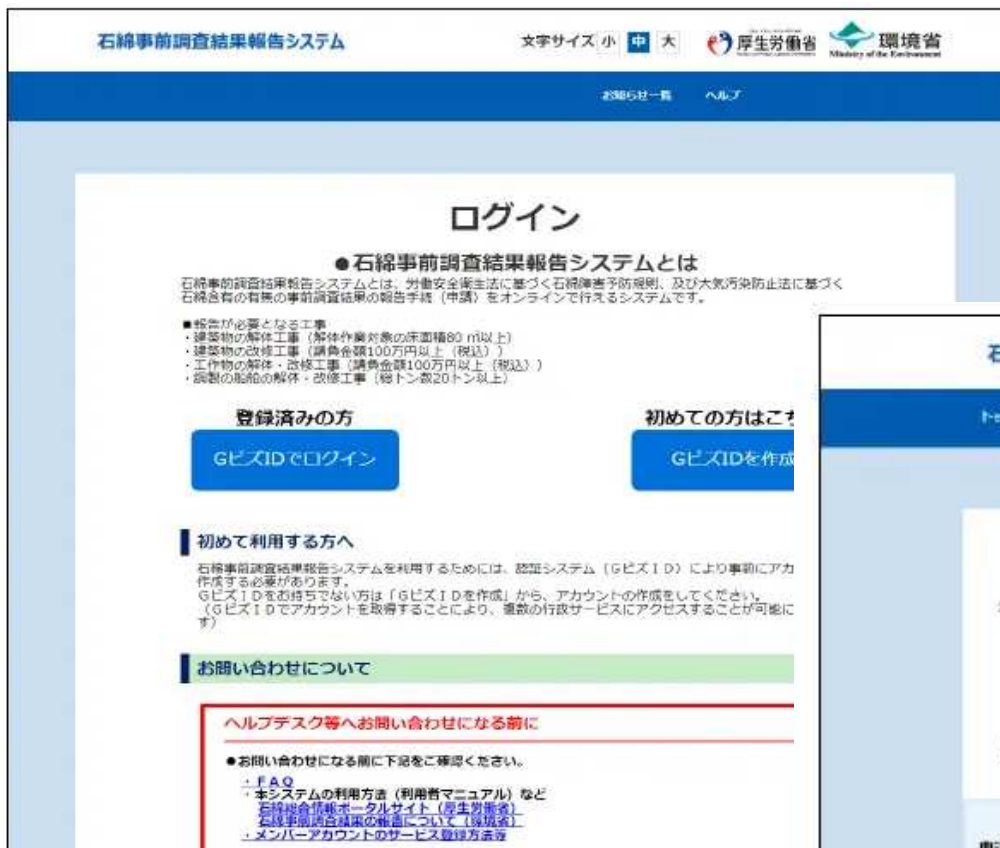 石綿事前調査結果報告システム
文字サイズ 小 中 大
厚生労働省
環境省
Ministry of the Environment
お知らせ一覧 ヘルプ
ログイン
●石綿事前調査結果報告システムとは
石綿事前調査結果報告システムとは、労働安全衛生法に基づく石綿障害予防規則、及び大気汚染防止法に基づく
石綿含有の有無の事前調査結果の報告手続(申請)をオンラインで行えるシステムです。
■報告が必要となる工事
・建築物の解体工事(解体作業対象の床面積80 ㎡以上)
・建築物の改修工事(請負金額100万円以上(税込))
・工作物の解体・改修工事(請負金額100万円以上(税込))
・鋼製の船舶の解体・改修工事(総トン数20トン以上)
登録済みの方
初めての方はこち
GビズIDでログイン
GビズIDを作成
初めて利用する方へ
石綿事前調査結果報告システムを利用するためには、認証システム(GビズID)により事前にアカ
作成する必要があります。
GビズIDをお持ちでない方は「GビズIDを作成」から、アカウントの作成をしてください。
(GビズIDでアカウントを取得することにより、複数の行政サービスにアクセスすることが可能に
す)
お問い合わせについて
ヘルプデスク等へお問い合わせになる前に
●お問い合わせになる前に下記をご確認ください。
・FAQ
・本システムの利用方法(利用者マニュアル)など
石綿総合情報ポータルサイト(厚生労働省)
石綿事前調査結果の報告について(環境省)
・メンバーアカウントのサービス登録方法等